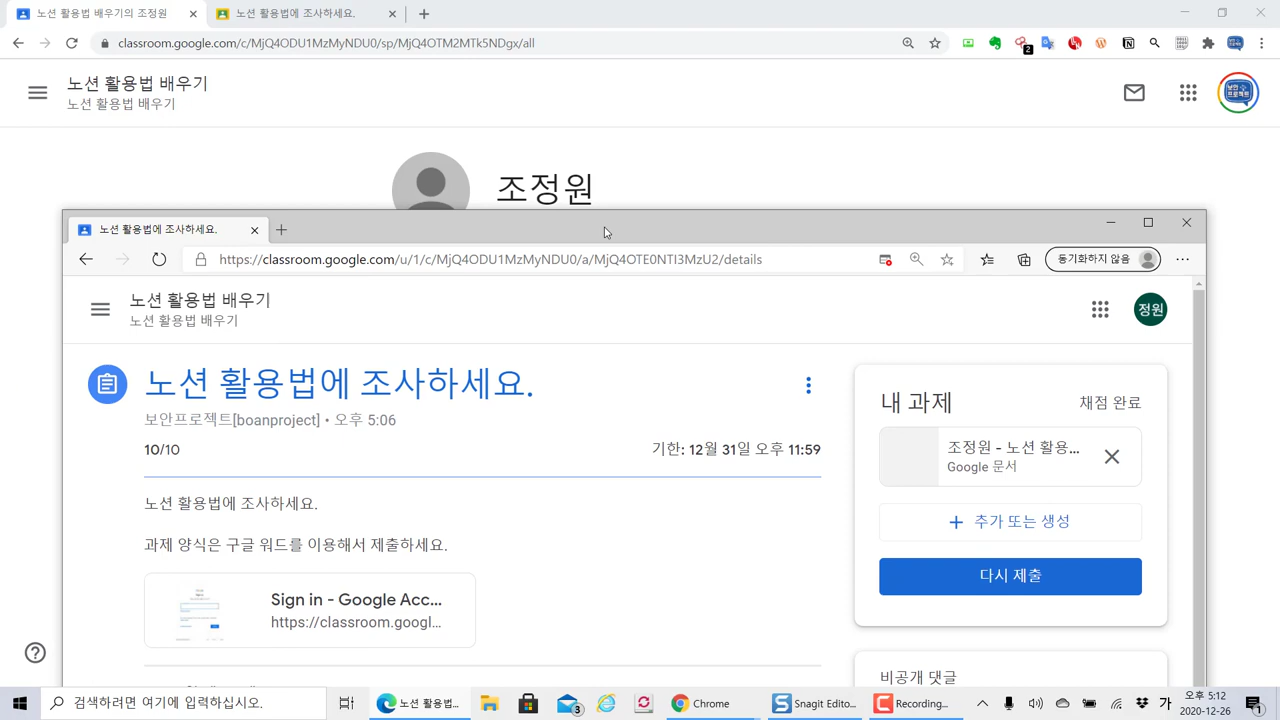 노션 활용법 배우기의 조정원
노션 활용법에 조사하세요.
classroom.google.com/c/MjQ4ODU1MzMyNDU0/sp/MjQ4OTM2MTk5NDgx/all
2
노션 활용법 배우기
노션 활용법 배우기
보안
프로젝트
조정원
노션 활용법에 조사하세요.
https://classroom.google.com/u/1/c/MjQ4ODU1MzMyNDU0/a/MjQ4OTE0NTI3MzU2/details
동기화하지 않음
노션 활용법 배우기
노션 활용법 배우기
정원
노션 활용법에 조사하세요.
보안프로젝트[boanproject] • 오후 5:06
10/10
기한: 12월 31일 오후 11:59
노션 활용법에 조사하세요.
과제 양식은 구글 워드를 이용해서 제출하세요.
Sign in - Google Acc...
https://classroom.googl...
내 과제
채점 완료
조정원 - 노션 활용...
Google 문서
추가 또는 생성
다시 제출
비공개 댓글
검색하려면 여기에 입력하십시오.
노션 활용법...
3
Chrome
Snagit Edito...
Recording...
가
오후 5:12
2020-12-26
1